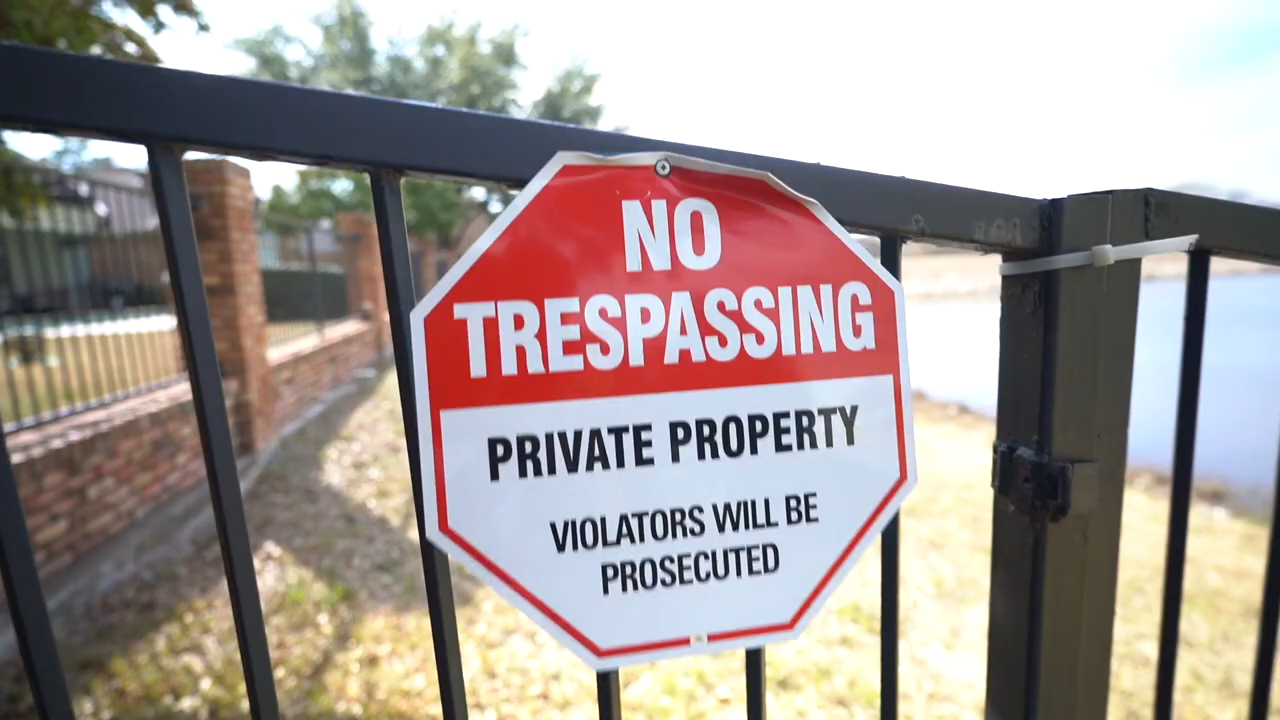 NO
TRESPASSING
PRIVATE PROPERTY
VIOLATORS WILL BE
PROSECUTED